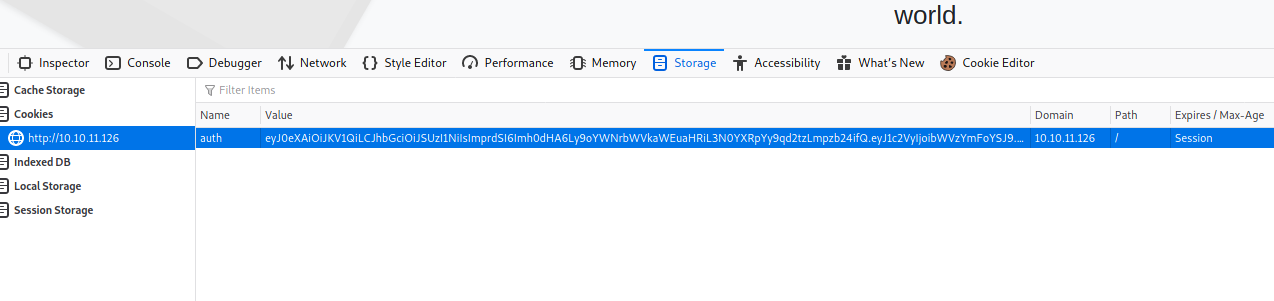 world.
Inspector Console Debugger Network Style Editor Performance Memory Storage Accessibility What's New Cookie Editor
Cache Storage Filter Items
Cookies Name Value Domain Path Expires / Max-Age
http://10.10.11.126 auth eyJ0eXAiOiJKV1QiLCJhbGciOiJSUzI1NiIsImprdSI6Imh0dHA6Ly9oYWNrbWVkaWEuaHRiL3N0YXRpYy9qd2tzLmpzb24ifQ.eyJ1c2VyIjoibWVzYmFoYSJ9.… 10.10.11.126 / Session
Indexed DB
Local Storage
Session Storage